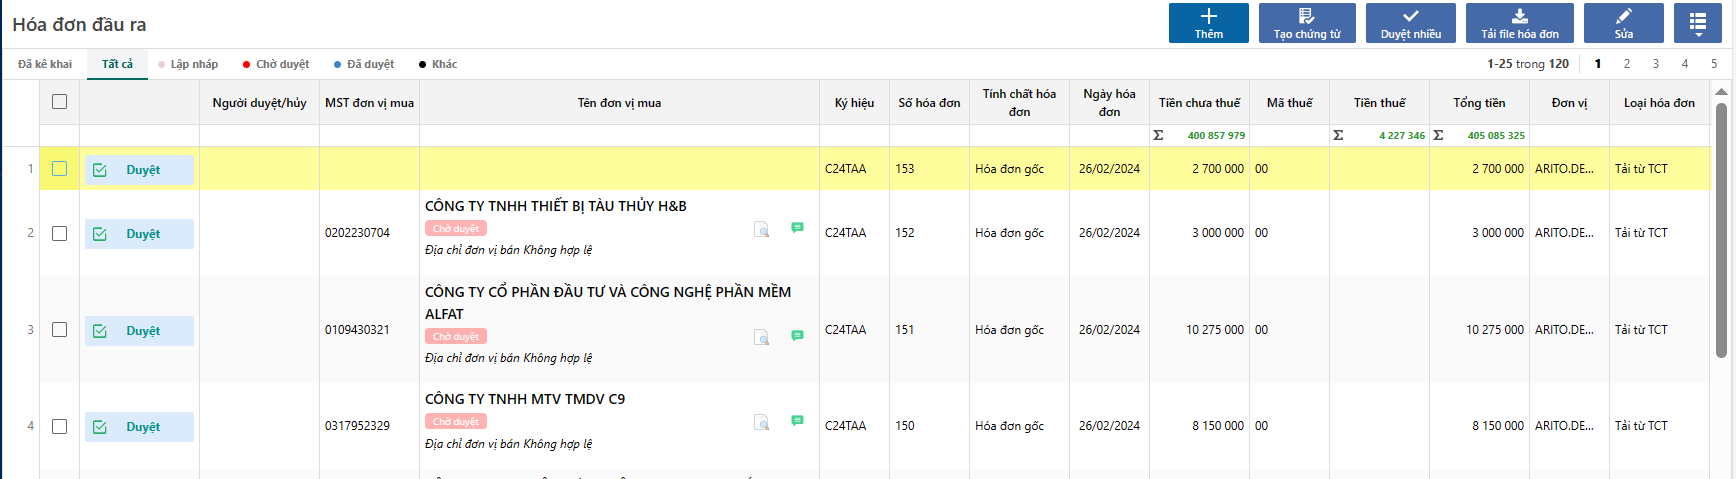 Hóa đơn đầu ra
Thêm
Tạo chứng từ
Duyệt nhiều
Tải file hóa đơn
Sửa
Đã kê khai
Tất cả
Lập nháp
Chờ duyệt
Đã duyệt
Khác
1-25 trong 120
1 2 3 4 5
Người duyệt/hủy
MST đơn vị mua
Tên đơn vị mua
Ký hiệu
Số hóa đơn
Tính chất hóa
đơn
Ngày hóa
đơn
Tiền chưa thuế
Mã thuế
Tiền thuế
Tổng tiền
Đơn vị
Loại hóa đơn
Σ 400 857 979
Σ 4 227 346
Σ 405 085 325
1 Duyệt C24TAA 153 Hóa đơn gốc 26/02/2024 2 700 000 00 2 700 000 ARITO.DE... Tải từ TCT
CÔNG TY TNHH THIẾT BỊ TÀU THỦY H&B
Chờ duyệt
2 Duyệt 0202230704 C24TAA 152 Hóa đơn gốc 26/02/2024 3 000 000 00 3 000 000 ARITO.DE... Tải từ TCT
Địa chỉ đơn vị bán Không hợp lệ
CÔNG TY CỔ PHẦN ĐẦU TƯ VÀ CÔNG NGHỆ PHẦN MỀM
ALFAT
3 Duyệt 0109430321 C24TAA 151 Hóa đơn gốc 26/02/2024 10 275 000 00 10 275 000 ARITO.DE... Tải từ TCT
Chờ duyệt
Địa chỉ đơn vị bán Không hợp lệ
CÔNG TY TNHH MTV TMDV C9
Chờ duyệt
4 Duyệt 0317952329 C24TAA 150 Hóa đơn gốc 26/02/2024 8 150 000 00 8 150 000 ARITO.DE... Tải từ TCT
Địa chỉ đơn vị bán Không hợp lệ